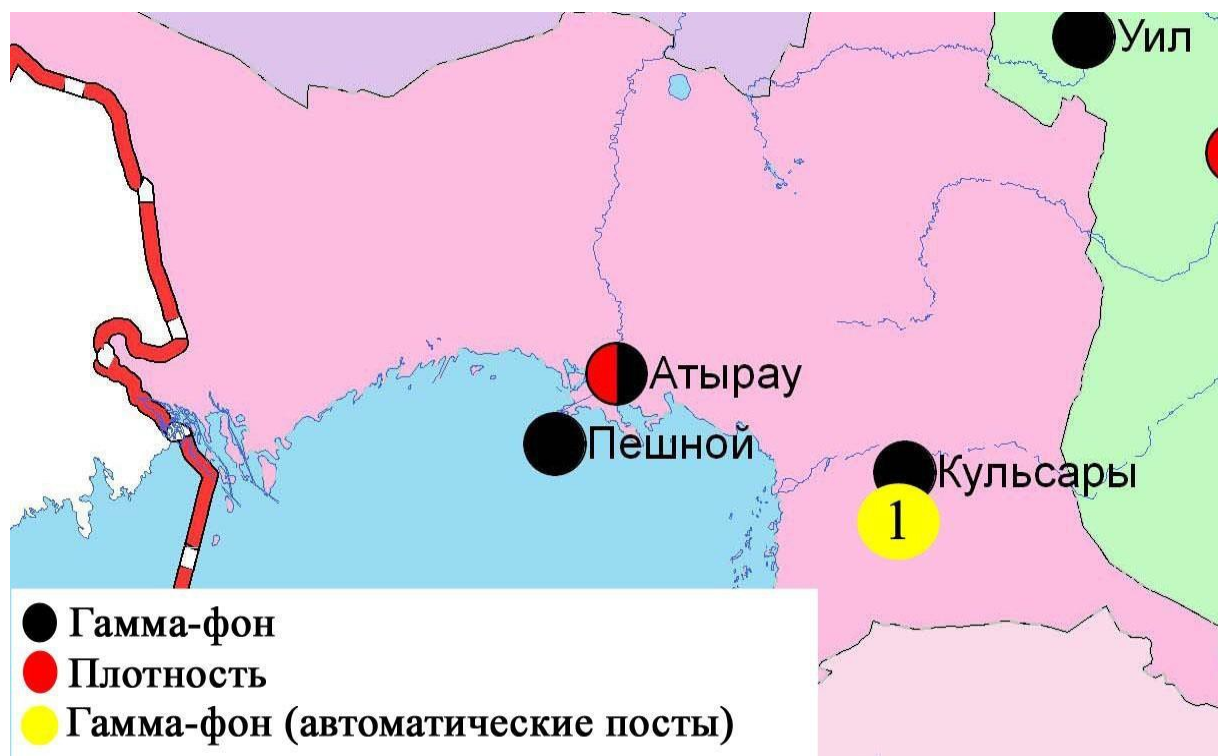 Уил
Атырау
Пешной
Кульсары
1
Гамма-фон
Плотность
Гамма-фон (автоматические посты)